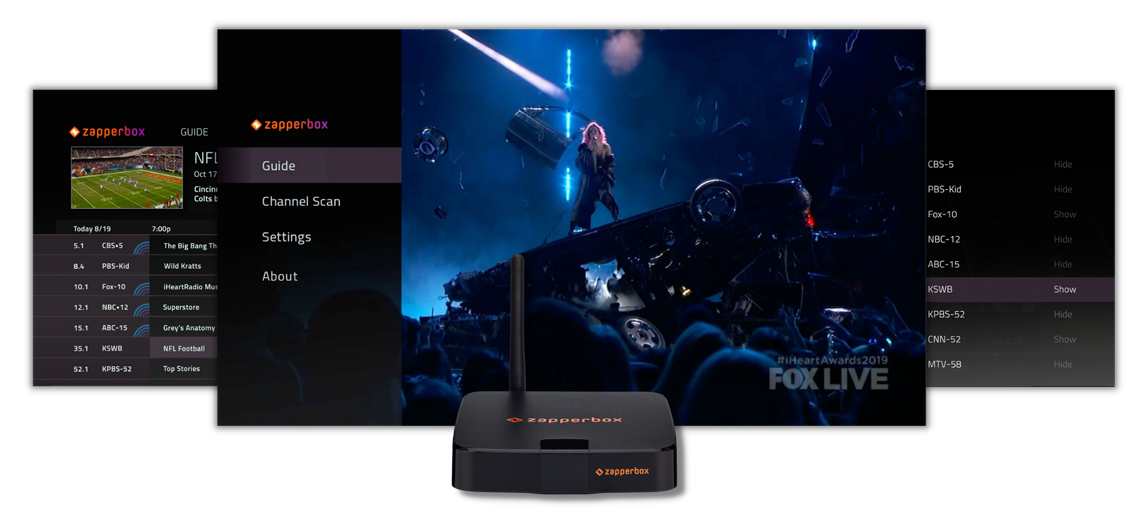 zapperbox GUIDE
NFL
Oct 17
Colts b
Today 8/19 7:00p
5.1 CBS•5 The Big Bang Th
8.4 PBS-Kid Wild Kratts
10.1 Fox-10 iHeartRadio Mus
12.1 NBC•12 Superstore
15.1 ABC-15 Grey's Anatomy
35.1 KSWB NFL Football
52.1 KPBS-52 Top Stories
zapperbox
Guide
Channel Scan
Settings
About
#iHeartAwards2019
FOX LIVE
CBS-5 Hide
PBS-Kid Hide
Fox-10 Show
NBC-12 Hide
ABC-15 Hide
KSWB Show
KPBS-52 Hide
CNN-52 Show
MTV-58 Hide
zapperbox
zapperbox